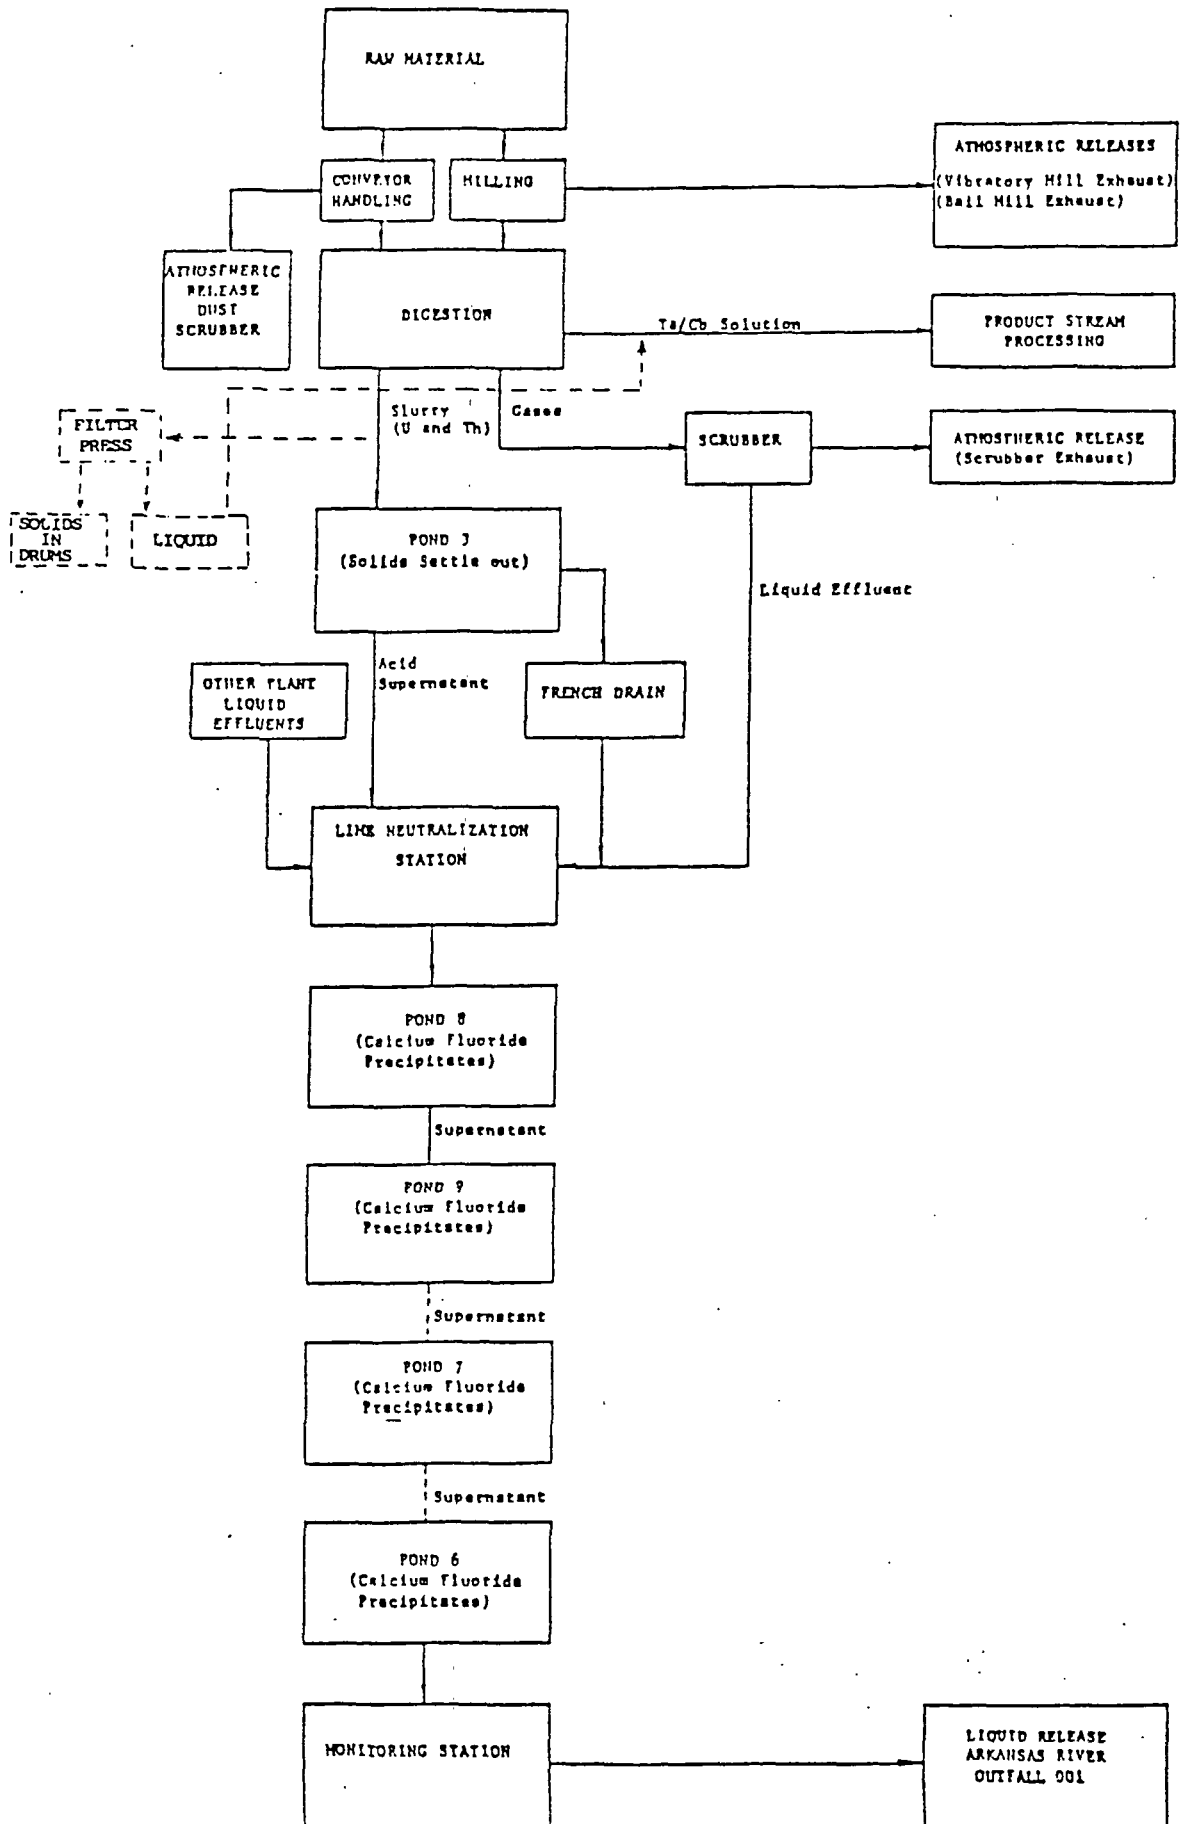 RAW MATERIAL
CONVEYOR
HANDLING
MILLING
ATMOSPHERIC RELEASES
(Vibratory Mill Exhaust)
(Ball Mill Exhaust)
ATMOSPHERIC
RELEASE
DUST
SCRUBBER
DIGESTION
Ta/Cb Solution
PRODUCT STREAM
PROCESSING
Slurry
(U and Th)
Gases
FILTER
PRESS
SCRUBBER
ATMOSPHERIC RELEASE
(Scrubber Exhaust)
SOLIDS
IN
DRUMS
LIQUID
POND 3
(Solids Settle out)
Liquid Effluent
Acid
Supernatant
OTHER PLANT
LIQUID
EFFLUENTS
FRENCH DRAIN
LIME NEUTRALIZATION
STATION
POND 8
(Calcium Fluoride
Precipitates)
Supernatant
POND 9
(Calcium Fluoride
Precipitates)
Supernatant
POND 7
(Calcium Fluoride
Precipitates)
Supernatant
POND 6
(Calcium Fluoride
Precipitates)
MONITORING STATION
LIQUID RELEASE
ARKANSAS RIVER
OUTFALL 001